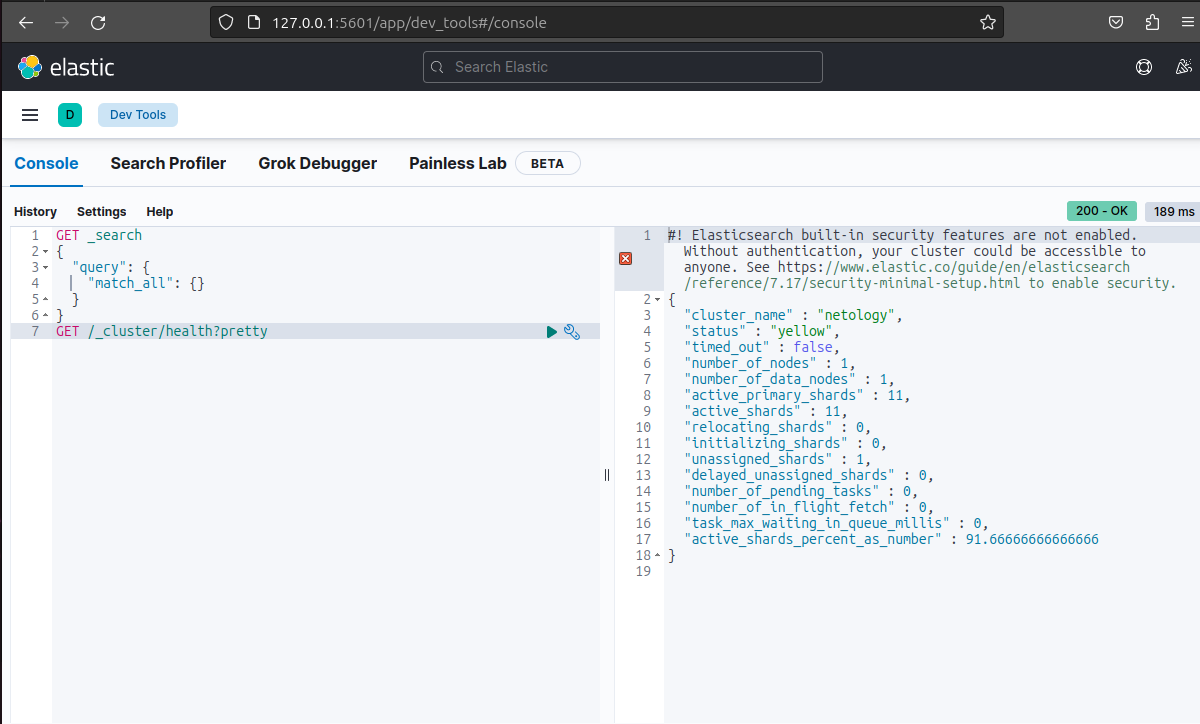 127.0.0.1:5601/app/dev_tools#/console
elastic
Search Elastic
D
Dev Tools
Console
Search Profiler
Grok Debugger
Painless Lab
BETA
History
Settings
Help
200 - OK
189 ms
1 GET _search
2 {
3 "query": {
4 "match_all": {}
5 }
6 }
7 GET /_cluster/health?pretty
1 #! Elasticsearch built-in security features are not enabled.
Without authentication, your cluster could be accessible to
anyone. See https://www.elastic.co/guide/en/elasticsearch
/reference/7.17/security-minimal-setup.html to enable security.
2 {
3 "cluster_name" : "netology",
4 "status" : "yellow",
5 "timed_out" : false,
6 "number_of_nodes" : 1,
7 "number_of_data_nodes" : 1,
8 "active_primary_shards" : 11,
9 "active_shards" : 11,
10 "relocating_shards" : 0,
11 "initializing_shards" : 0,
12 "unassigned_shards" : 1,
13 "delayed_unassigned_shards" : 0,
14 "number_of_pending_tasks" : 0,
15 "number_of_in_flight_fetch" : 0,
16 "task_max_waiting_in_queue_millis" : 0,
17 "active_shards_percent_as_number" : 91.66666666666666
18 }
19